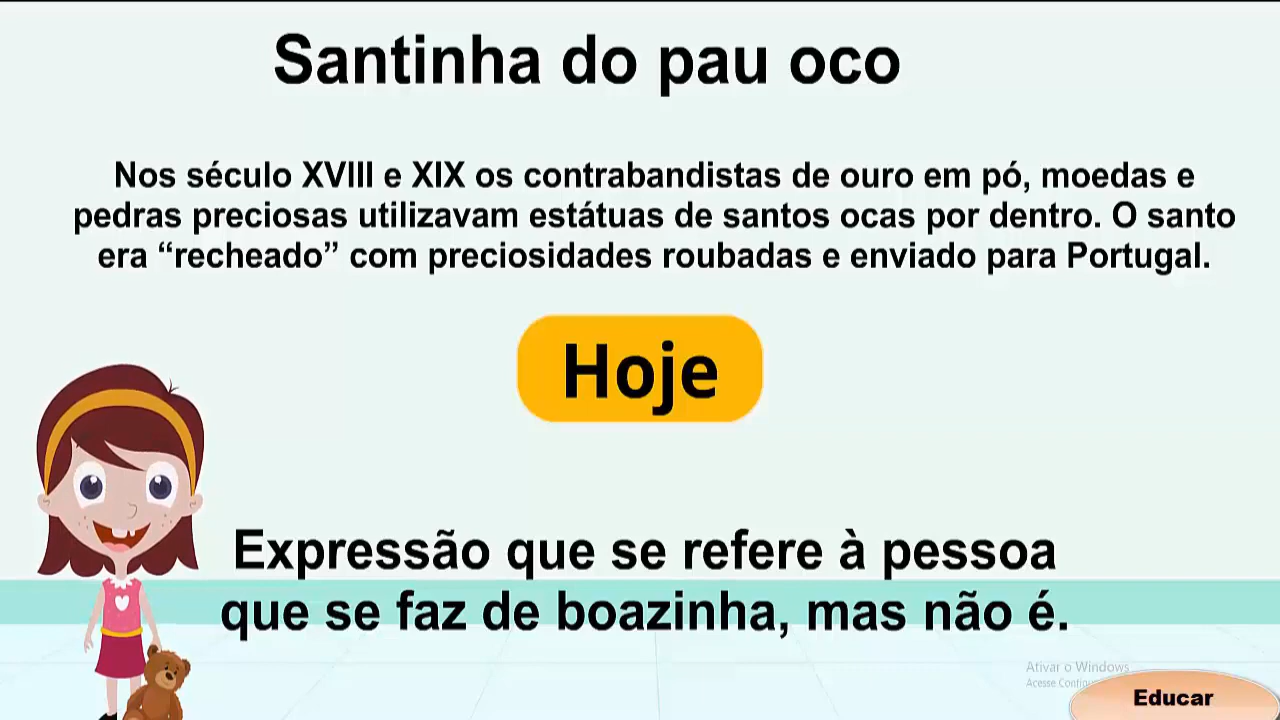 Santinha do pau oco
Nos século XVIII e XIX os contrabandistas de ouro em pó, moedas e
pedras preciosas utilizavam estátuas de santos ocas por dentro. O santo
era “recheado” com preciosidades roubadas e enviado para Portugal.
Hoje
Expressão que se refere à pessoa
que se faz de boazinha, mas não é.
Ativar o Windows
Acesse
Educar